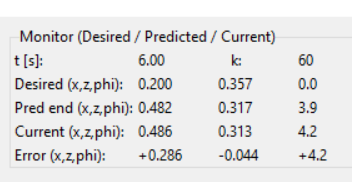 Monitor (Desired / Predicted / Current)
t [s]: 6.00 k: 60
Desired (x,z,phi): 0.200 0.357 0.0
Pred end (x,z,phi): 0.482 0.317 3.9
Current (x,z,phi): 0.486 0.313 4.2
Error (x,z,phi): +0.286 -0.044 +4.2